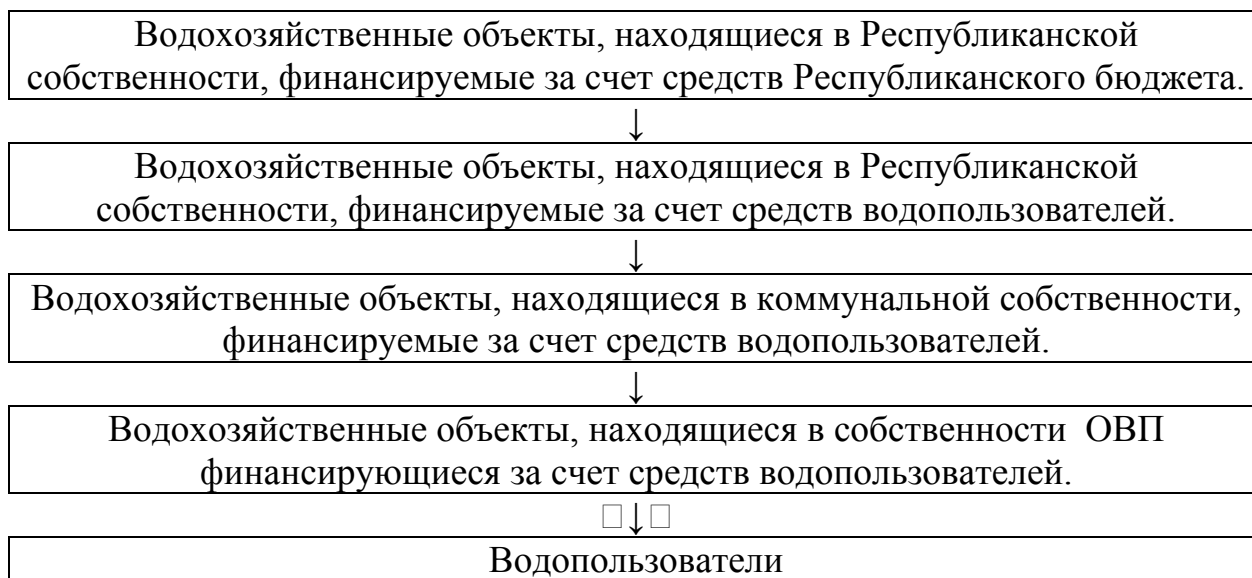 Водохозяйственные объекты, находящиеся в Республиканской
собственности, финансируемые за счет средств Республиканского бюджета.
↓
Водохозяйственные объекты, находящиеся в Республиканской
собственности, финансируемые за счет средств водопользователей.
↓
Водохозяйственные объекты, находящиеся в коммунальной собственности,
финансируемые за счет средств водопользователей.
↓
Водохозяйственные объекты, находящиеся в собственности  ОВП
финансирующиеся за счет средств водопользователей.
□↓□
Водопользователи